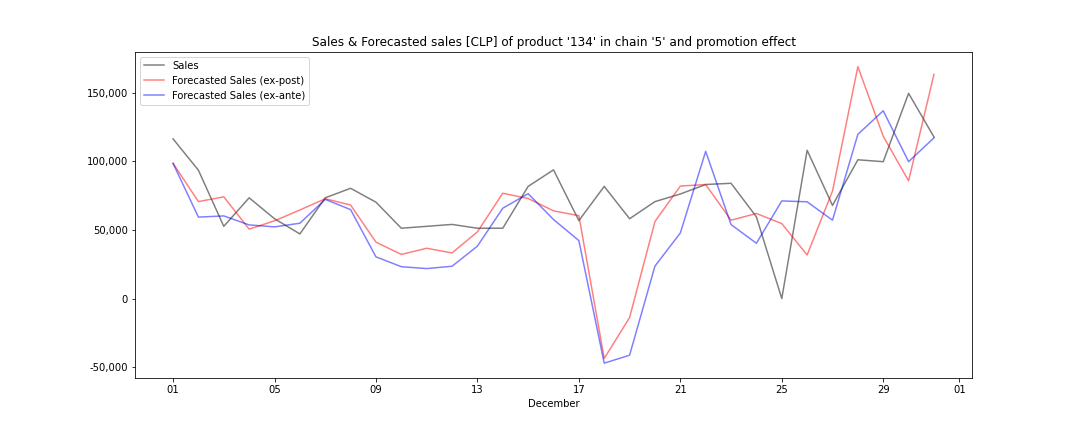 Sales & Forecasted sales [CLP] of product '134' in chain '5' and promotion effect
Sales
Forecasted Sales (ex-post)
Forecasted Sales (ex-ante)
150,000
100,000
50,000
0
-50,000
01 05 09 13 17 21 25 29 01
December